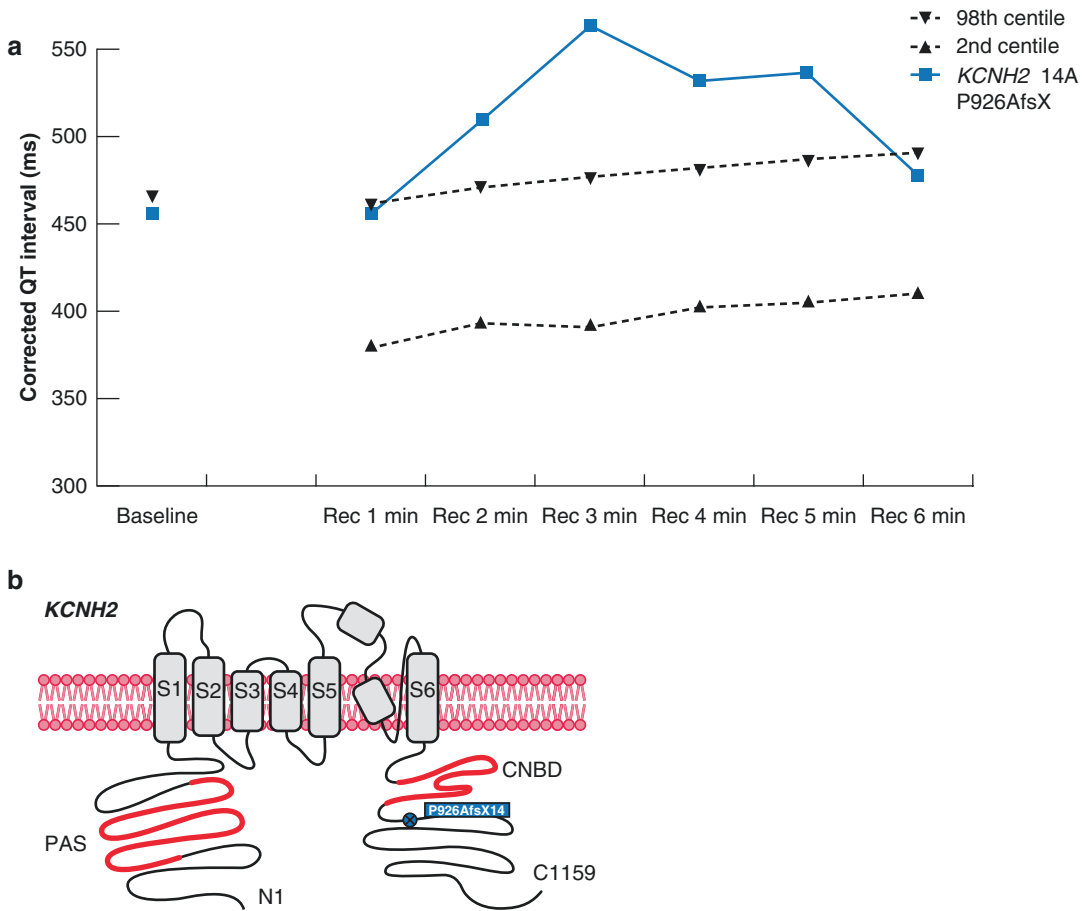 a
98th centile
2nd centile
KCNH2 14A
P926AfsX
Corrected QT interval (ms)
550
500
450
400
350
300
Baseline
Rec 1 min
Rec 2 min
Rec 3 min
Rec 4 min
Rec 5 min
Rec 6 min
b
KCNH2
S1
S2
S3
S4
S5
S6
CNBD
P926AfsX14
PAS
C1159
N1